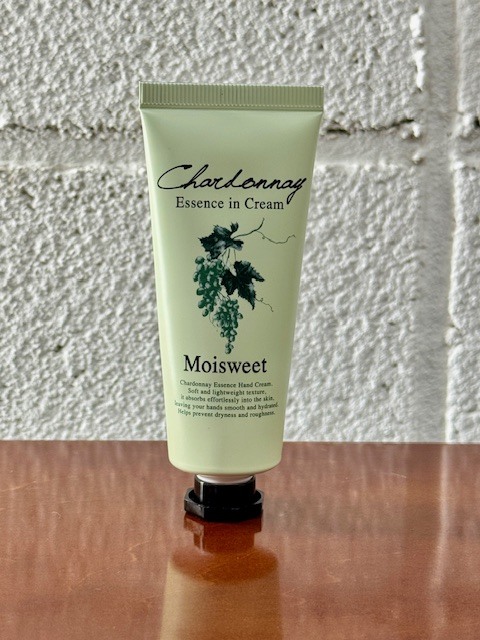 Chardonnay
Essence in Cream
Moisweet
Chardonnay Essence Hand Cream.
Soft and lightweight texture,
it absorbs effortlessly into the skin,
leaving your hands smooth and hydrated.
Helps prevent dryness and roughness.